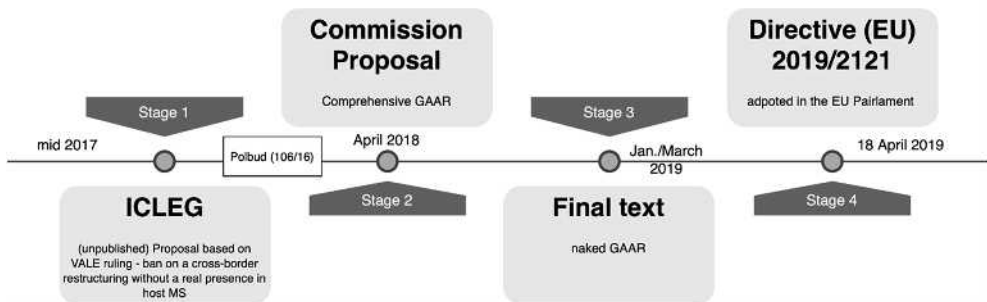 Commission
Proposal
Comprehensive GAAR
Directive (EU)
2019/2121
adpoted in the EU Pairlament
Stage 1
Stage 3
mid 2017
Polbud (106/16)
April 2018
Jan./March
2019
18 April 2019
ICLEG
(unpublished) Proposal based on
VALE ruling - ban on a cross-border
restructuring without a real presence in
host MS
Stage 2
Final text
naked GAAR
Stage 4